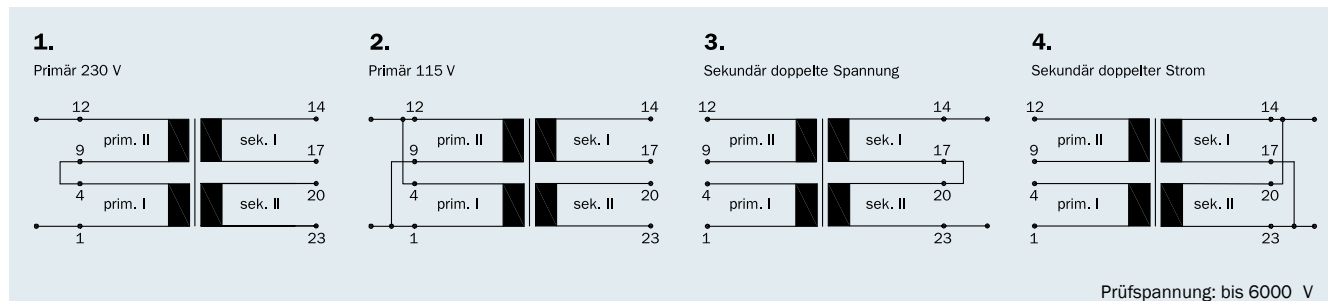 1.
Primär 230 V
12
14
prim. II
sek. I
9
17
4
20
prim. I
sek. II
1
23
2.
Primär 115 V
12
14
prim. II
sek. I
9
17
4
20
prim. I
sek. II
1
23
3.
Sekundär doppelte Spannung
12
14
prim. II
sek. I
9
17
4
20
prim. I
sek. II
1
23
4.
Sekundär doppelter Strom
12
14
prim. II
sek. I
9
17
4
20
prim. I
sek. II
1
23
Prüfspannung: bis 6000 V